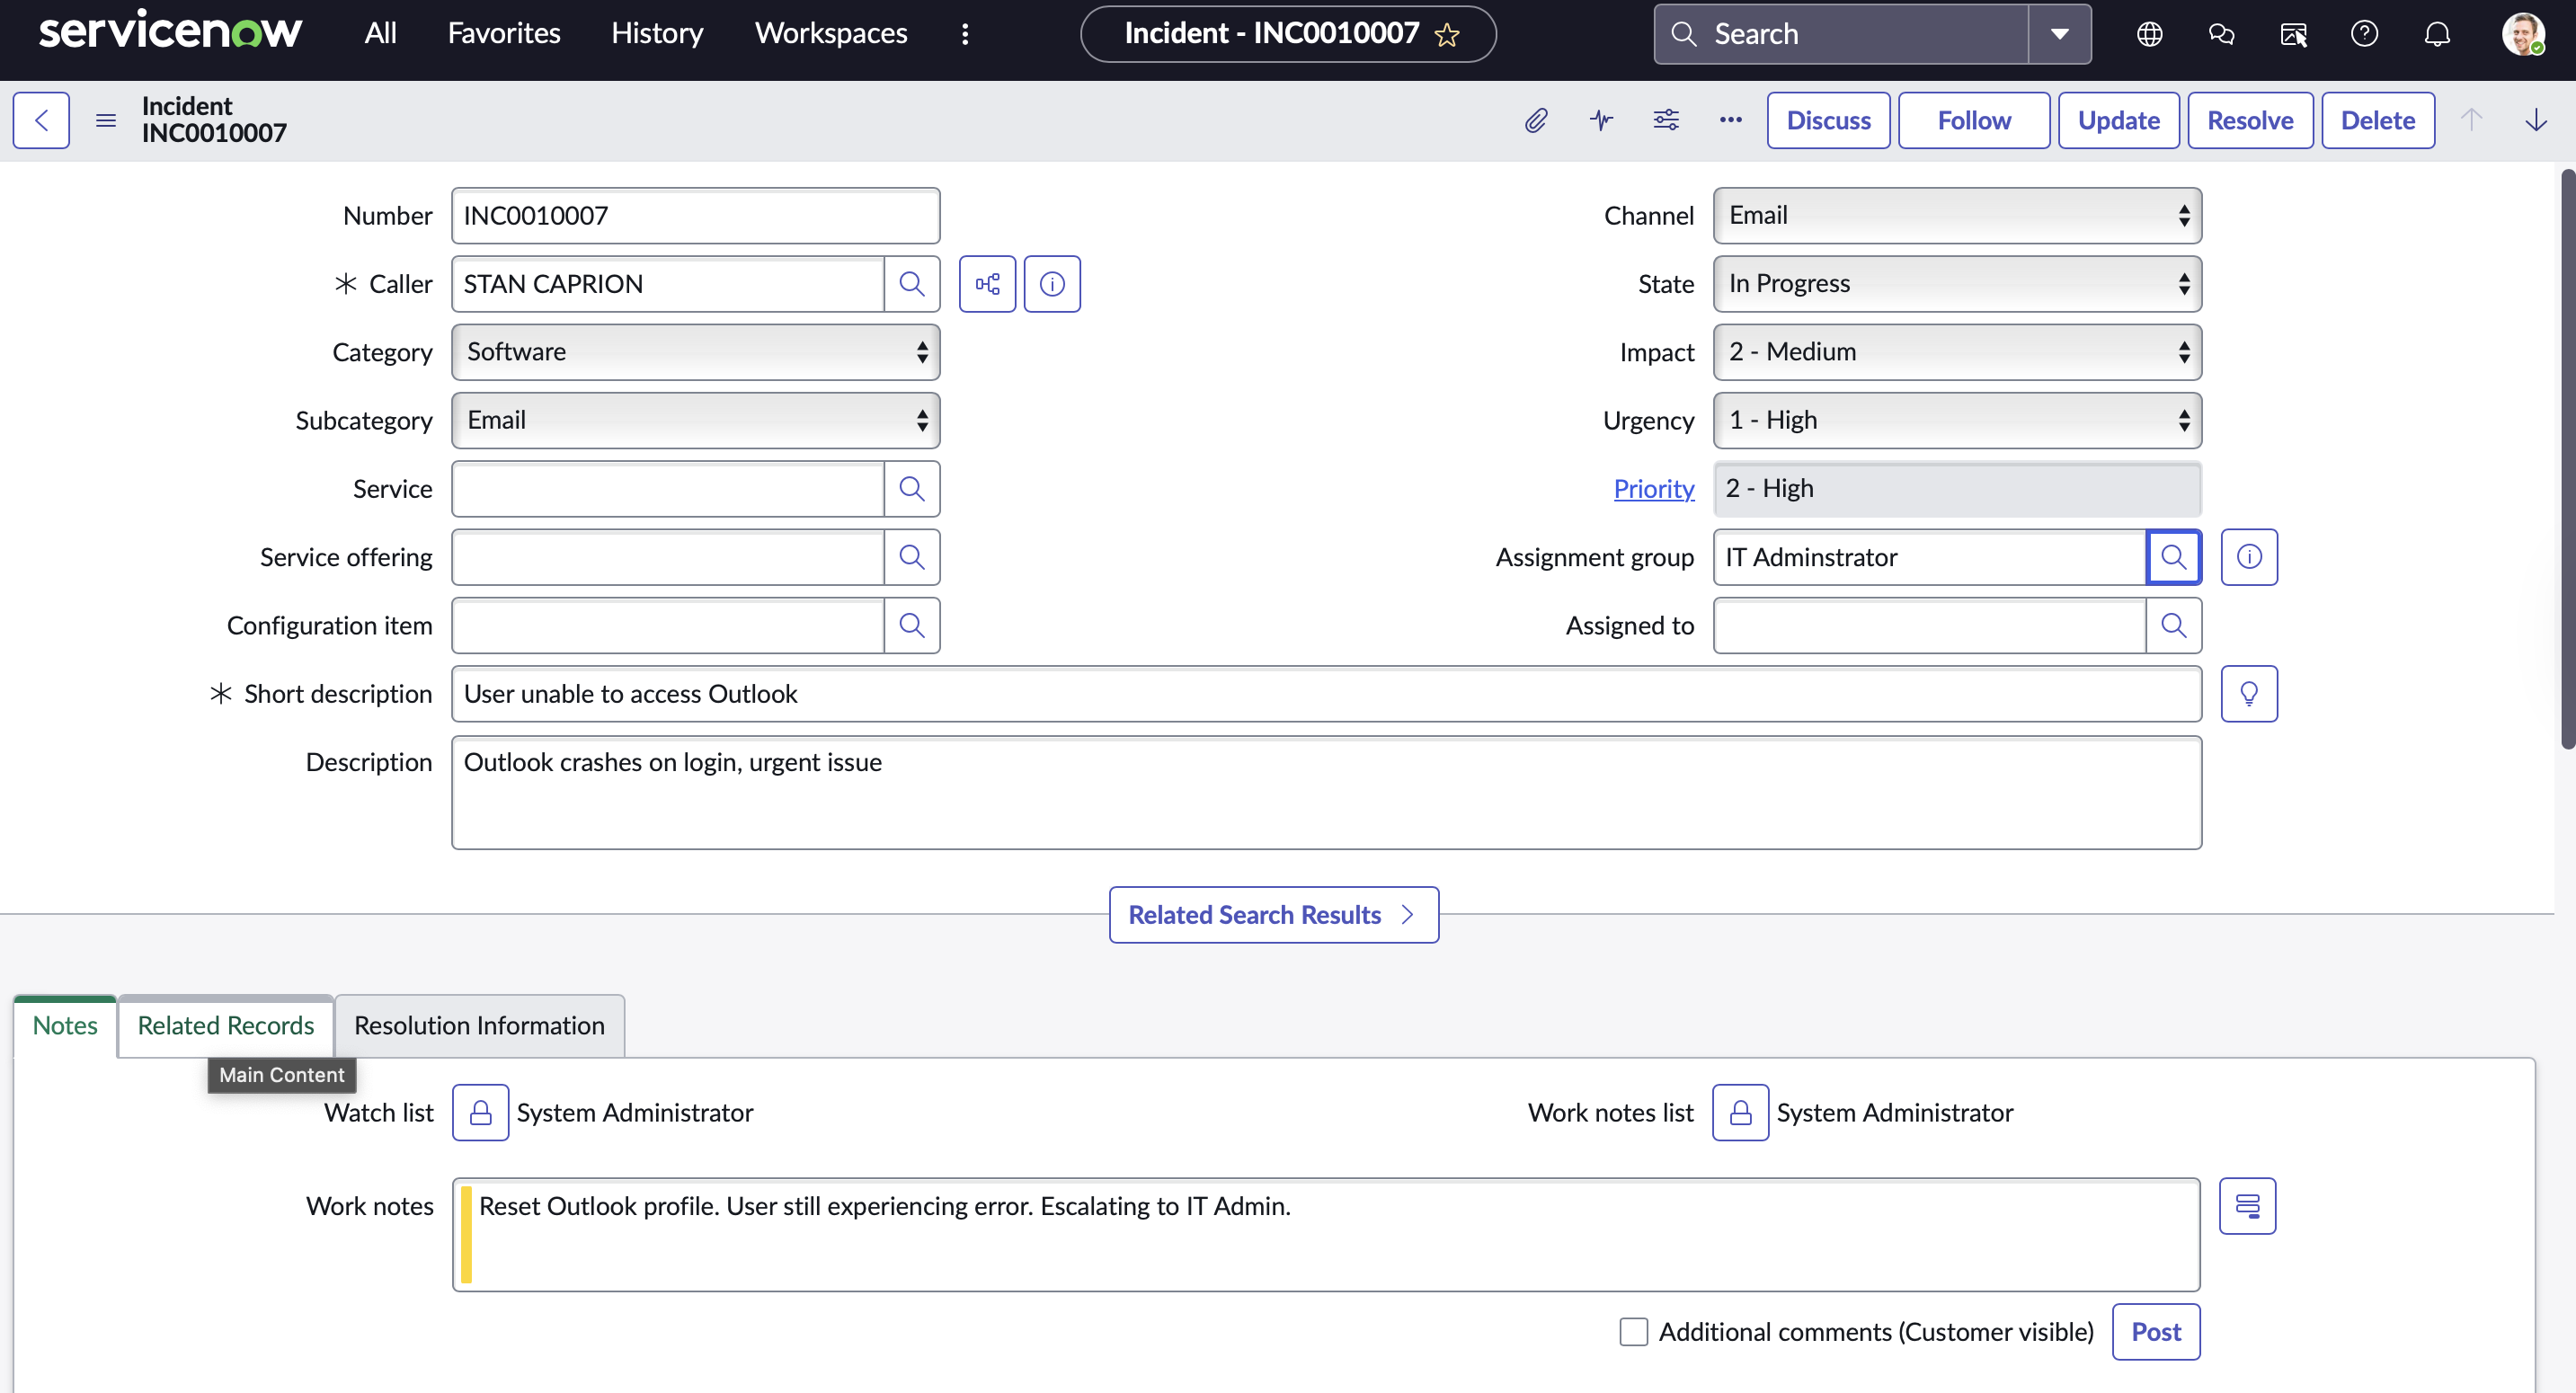 servicenow All Favorites History Workspaces Incident - INC0010007 Search
Incident
INC0010007
Discuss Follow Update Resolve Delete
Number INC0010007
Channel Email
* Caller STAN CAPRION
State In Progress
Category Software
Impact 2 - Medium
Subcategory Email
Urgency 1 - High
Service
Priority 2 - High
Service offering
Assignment group IT Adminstrator
Configuration item
Assigned to
* Short description User unable to access Outlook
Description Outlook crashes on login, urgent issue
Related Search Results
Notes Related Records Resolution Information
Main Content
Watch list System Administrator
Work notes list System Administrator
Work notes Reset Outlook profile. User still experiencing error. Escalating to IT Admin.
Additional comments (Customer visible) Post